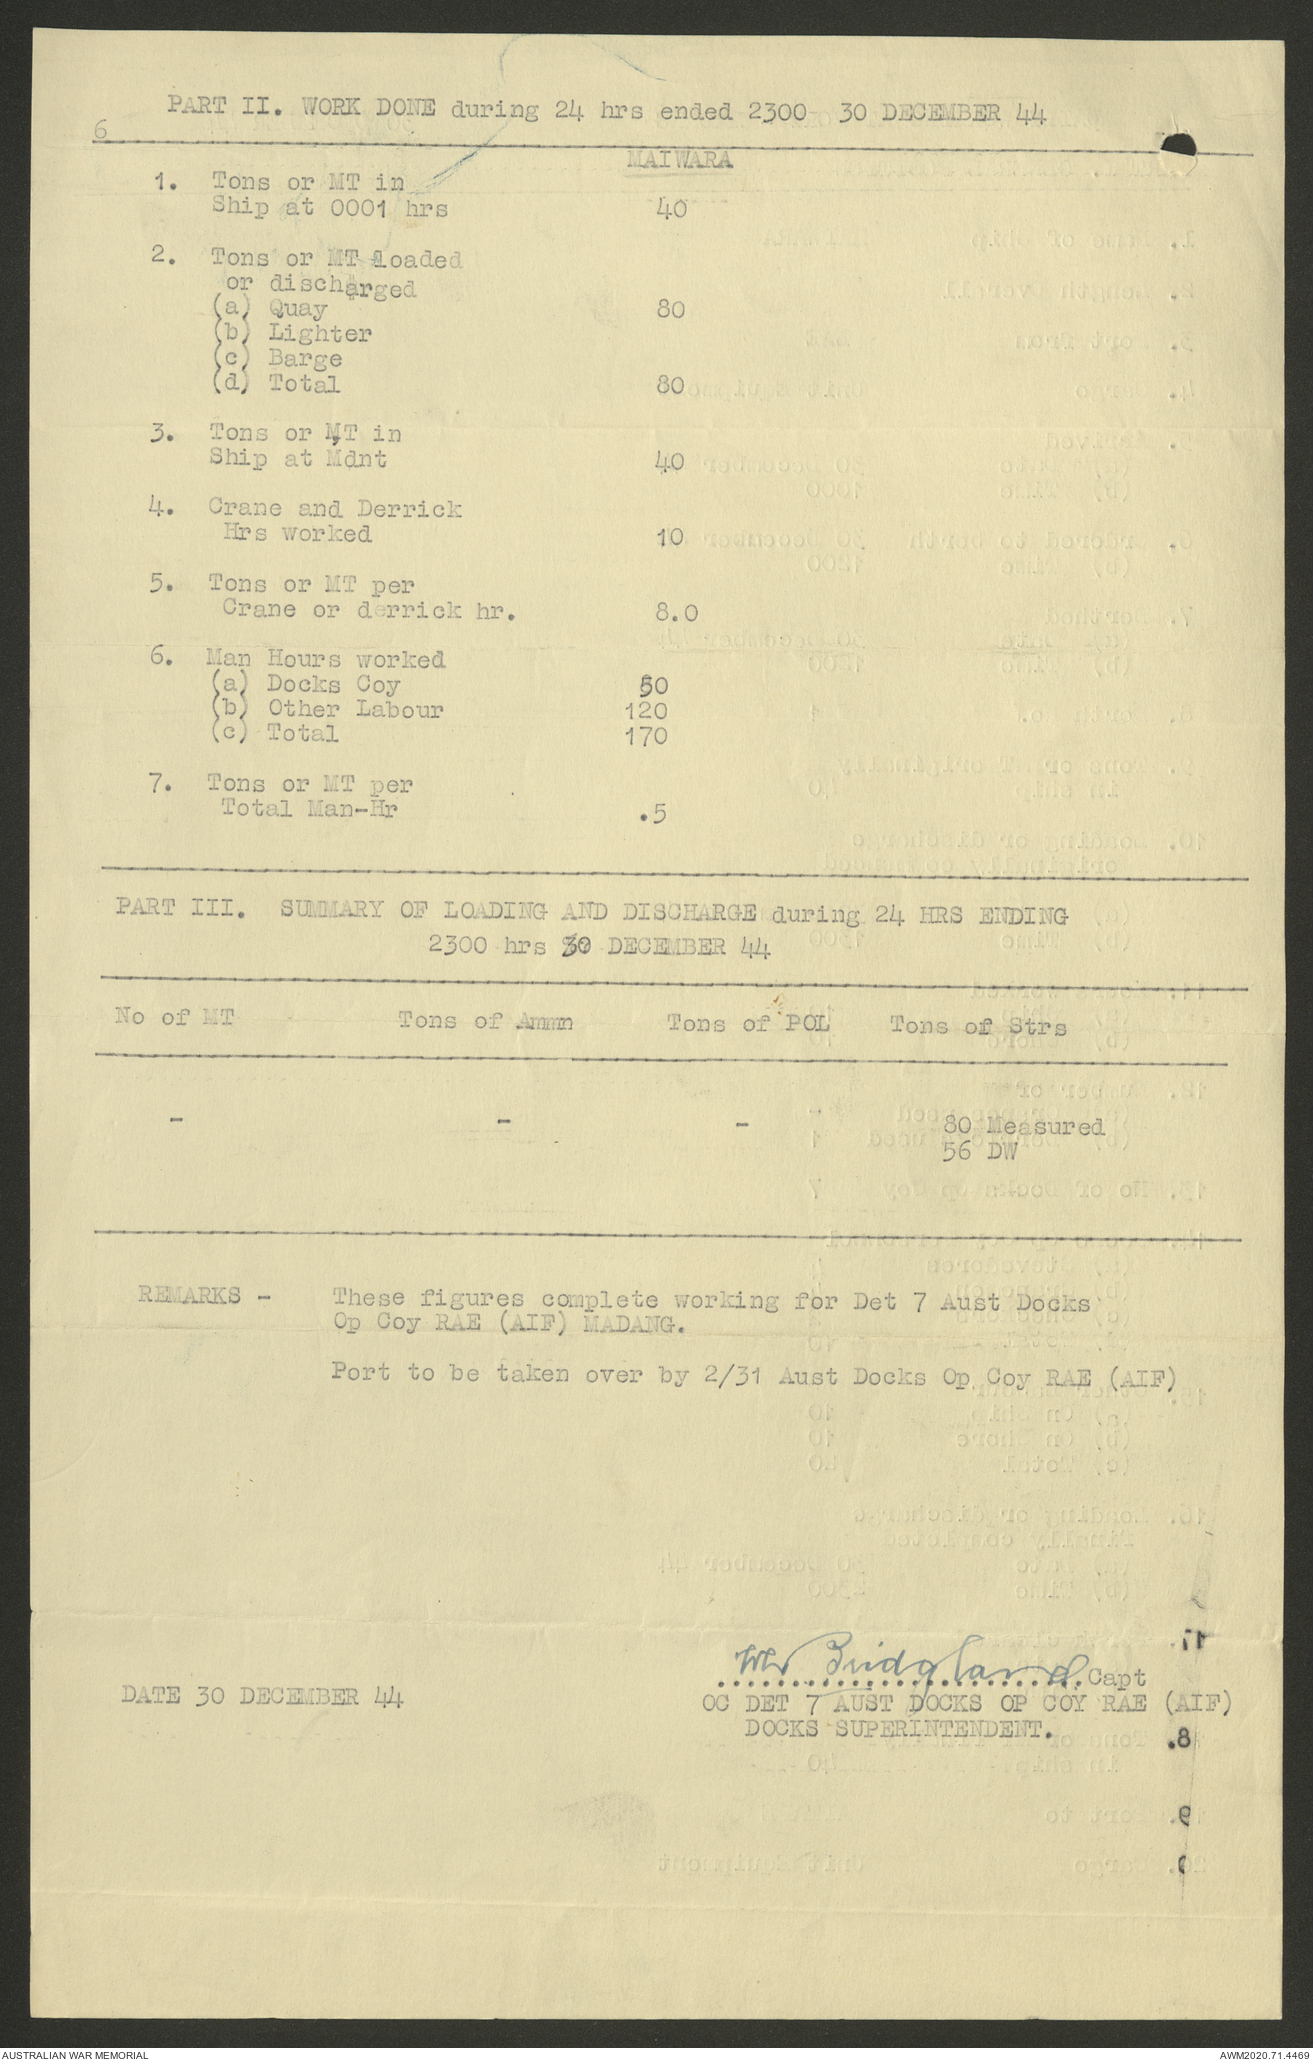 PART II. WORK DONE during 24 hrs ended 2300 30 DECEMBER 44
6
MAIWARA
1. Tons or MT in
Ship at 0001 hrs 40
2. Tons or MT loaded
or discharged
(a) Quay 80
(b) Lighter
(c) Barge
(d) Total 80
3. Tons or MT in
Ship at Mdnt 40
4. Crane and Derrick
Hrs worked 10
5. Tons or MT per
Crane or derrick hr. 8.0
6. Man Hours worked
(a) Docks Coy 50
(b) Other Labour 120
(c) Total 170
7. Tons or MT per
Total Man-Hr .5
PART III. SUMMARY OF LOADING AND DISCHARGE during 24 HRS ENDING
2300 hrs 30 DECEMBER 44
No of MT Tons of Ammn Tons of POL Tons of Strs
- - - 80 Measured
56 DW
REMARKS - These figures complete working for Det 7 Aust Docks
Op Coy RAE (AIF) MADANG.
Port to be taken over by 2/31 Aust Docks Op Coy RAE (AIF)
Bridgland
DATE 30 DECEMBER 44 .........................Capt
OC DET 7 AUST DOCKS OP COY RAE (AIF)
DOCKS SUPERINTENDENT.
AUSTRALIAN WAR MEMORIAL AWM2020.71.4469